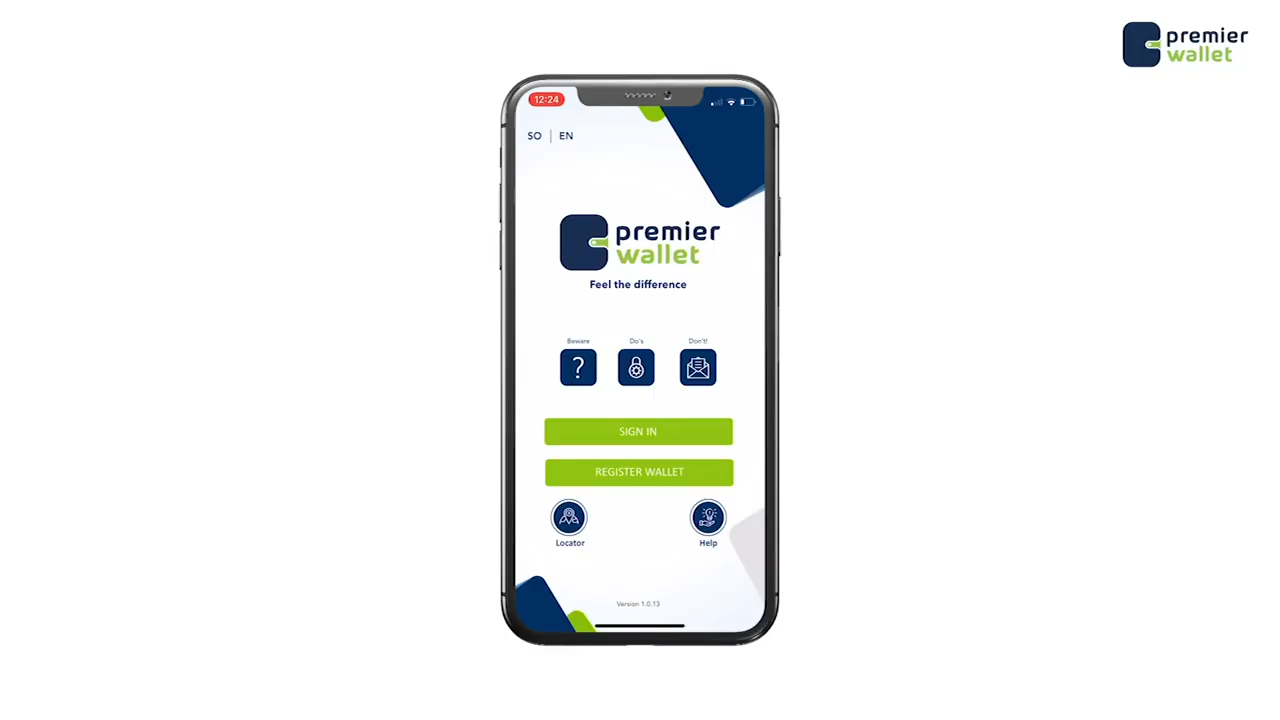 premier
wallet
12:24
SO | EN
premier
wallet
Feel the difference
Beware
Do's
Don't!
?
SIGN IN
REGISTER WALLET
Locator
Help
Version 1.0.13